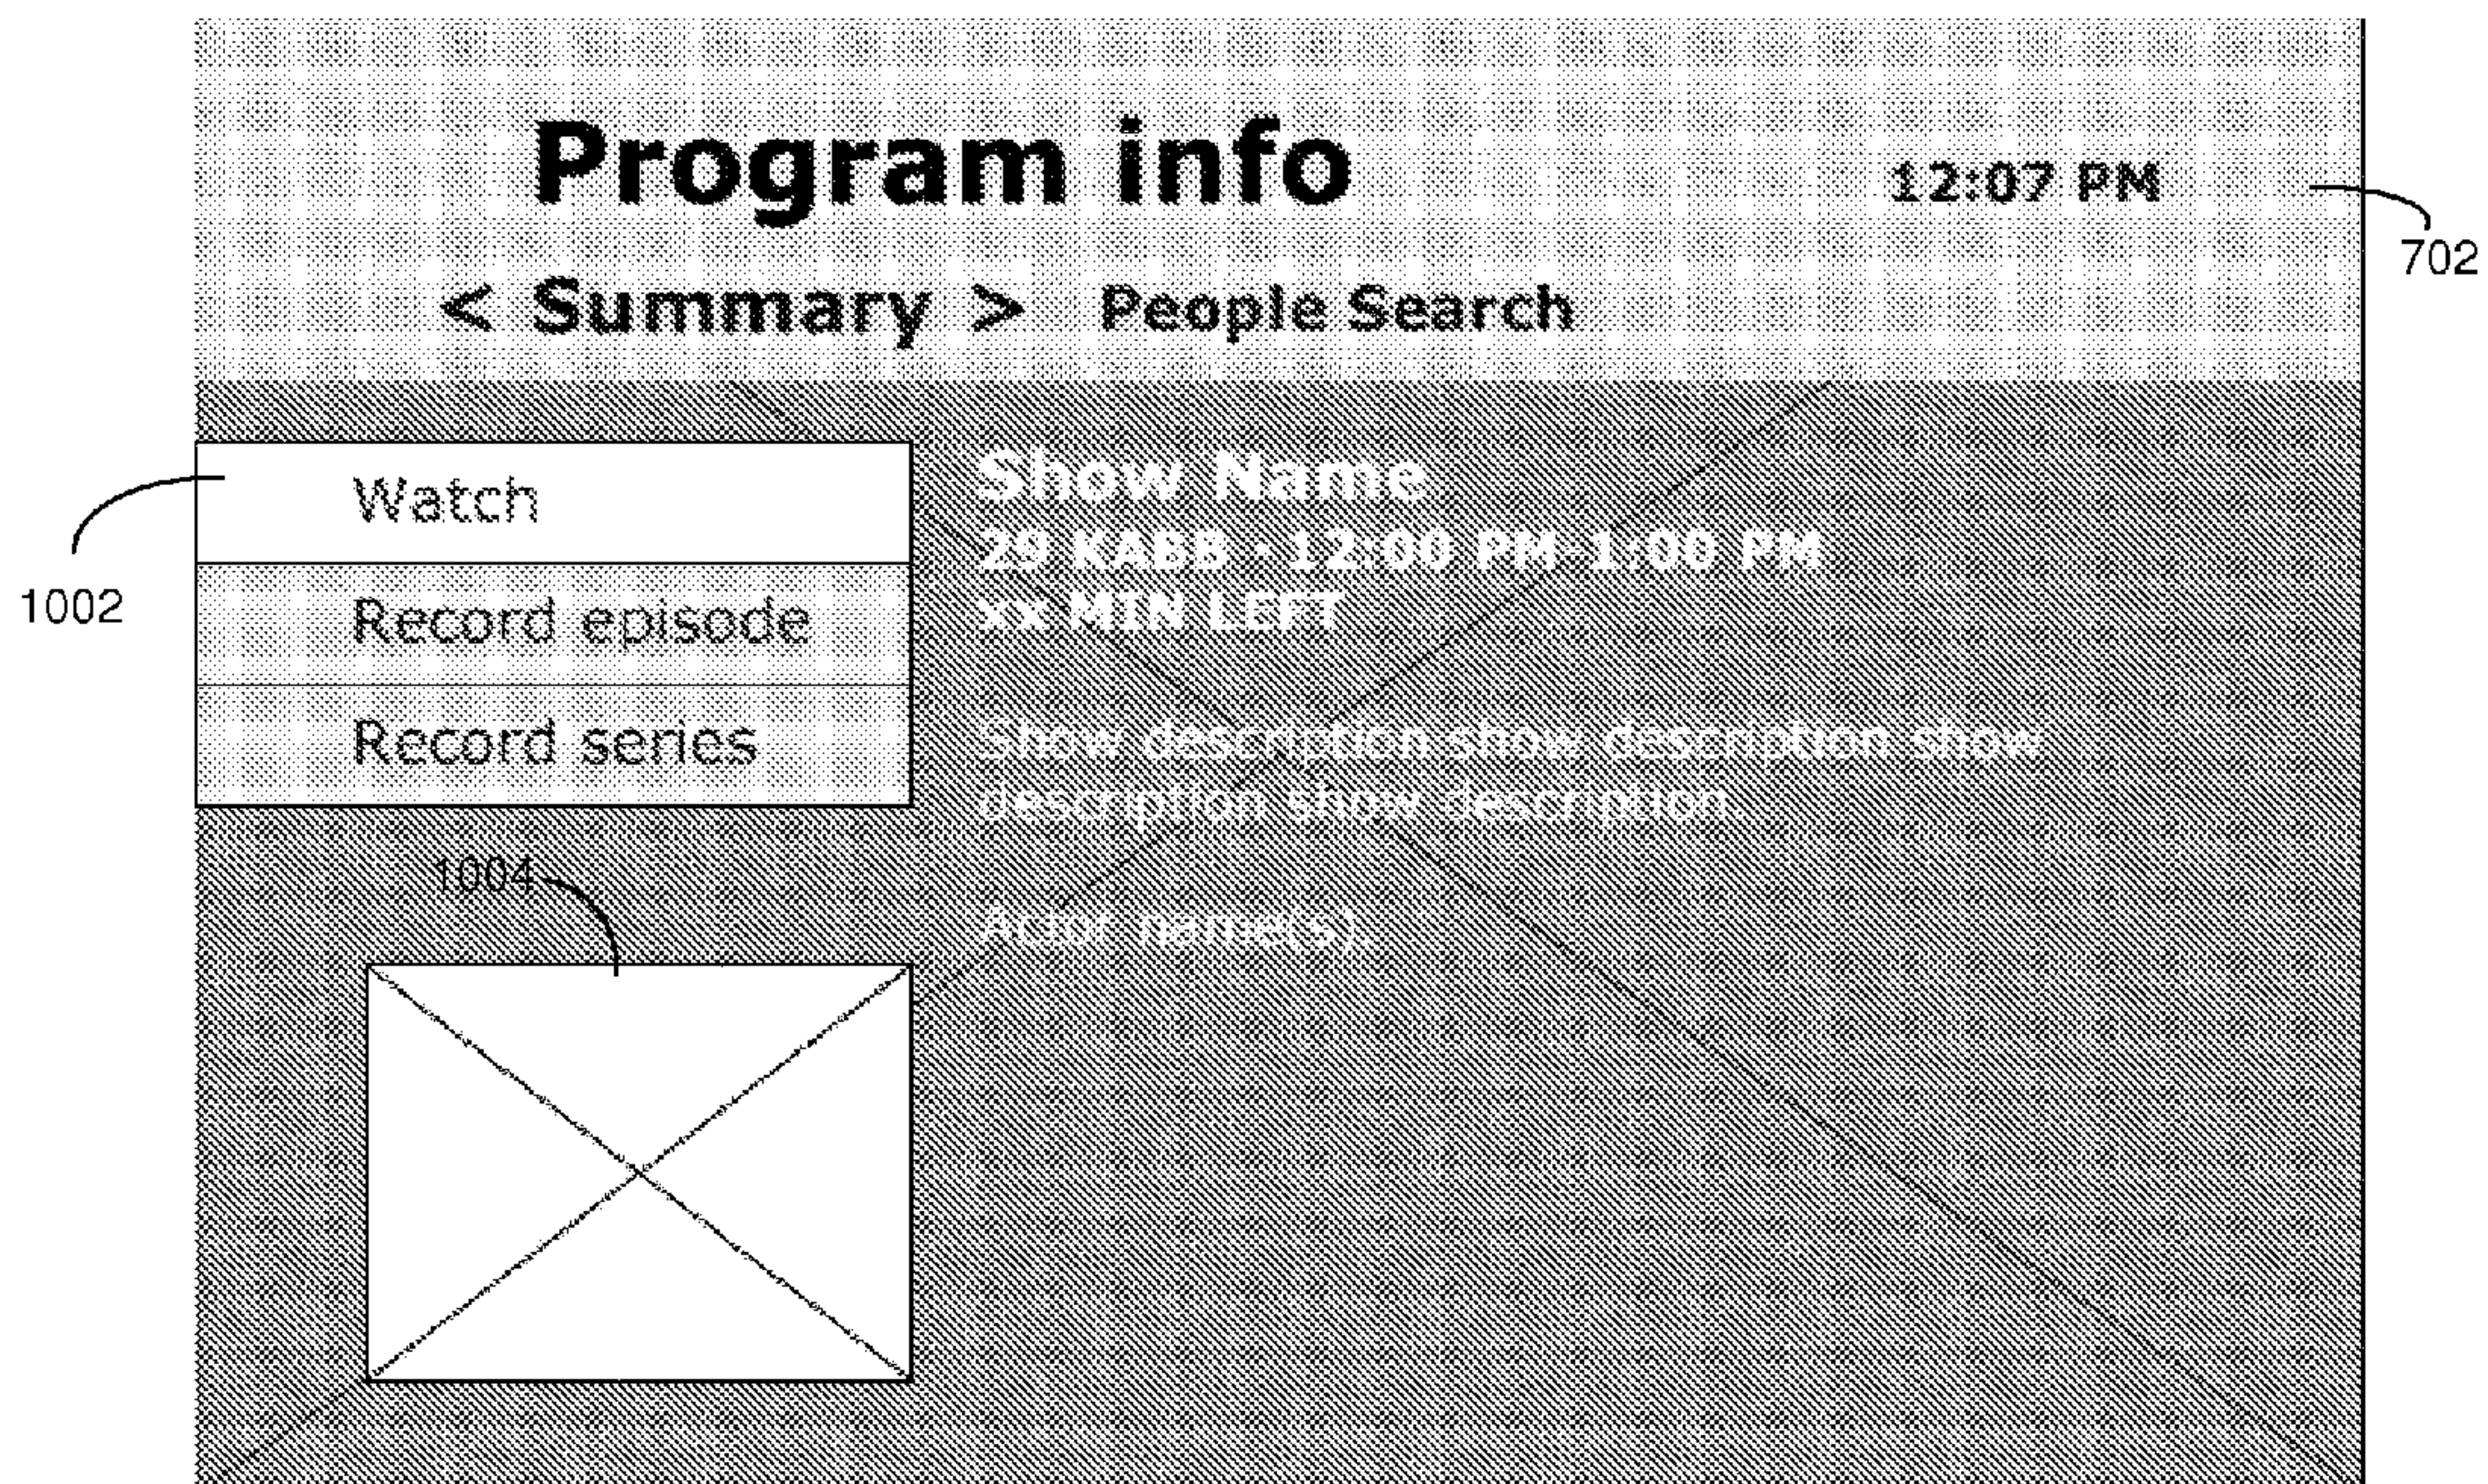 Program info
12:07 PM
702
< Summary > People Search
Watch
1002
Record episode
Record series
Show Name
29 KABB - 12:00 PM-1:00 PM
xx MIN LEFT
Show description show description show
description show description.
Actor name(s).
1004